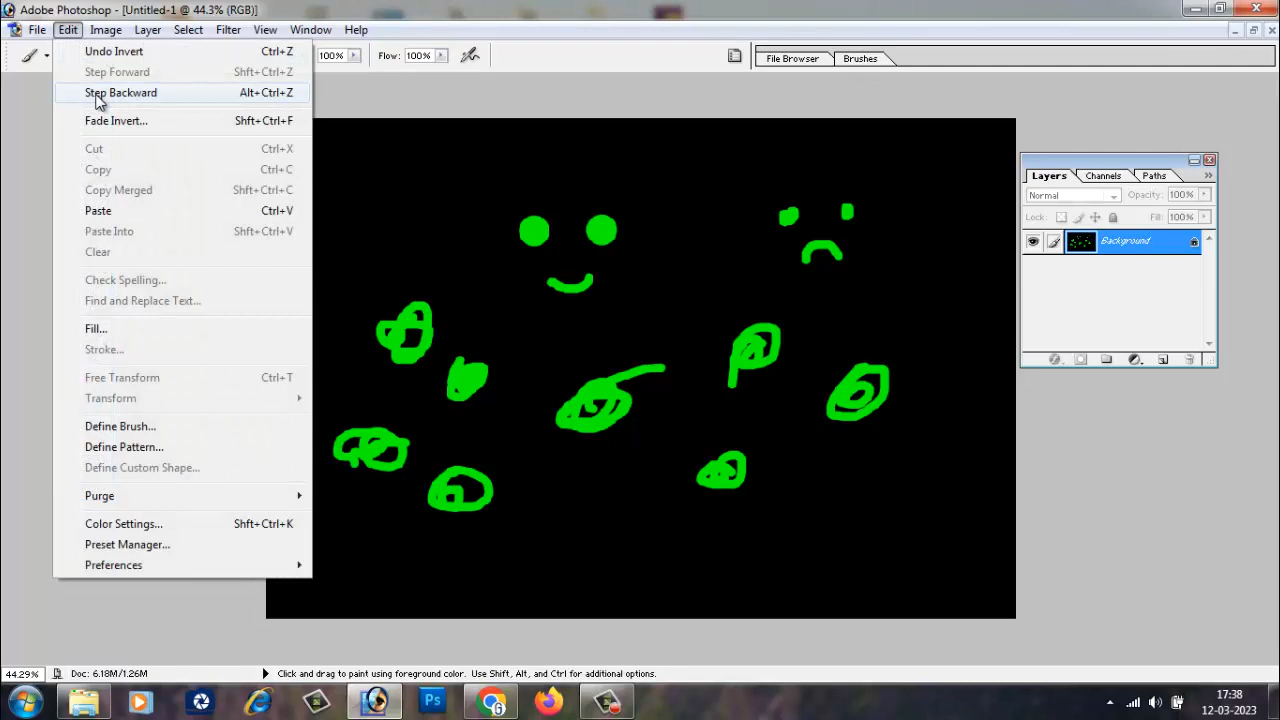 Adobe Photoshop - [Untitled-1 @ 44.3% (RGB)]
File Edit Image Layer Select Filter View Window Help
100% Flow: 100% File Browser Brushes
Undo Invert Ctrl+Z
Step Forward Shft+Ctrl+Z
Step Backward Alt+Ctrl+Z
Fade Invert... Shft+Ctrl+F
Cut Ctrl+X
Copy Ctrl+C
Copy Merged Shft+Ctrl+C
Paste Ctrl+V
Paste Into Shft+Ctrl+V
Clear
Check Spelling...
Find and Replace Text...
Fill...
Stroke...
Free Transform Ctrl+T
Transform
Define Brush...
Define Pattern...
Define Custom Shape...
Purge
Color Settings... Shft+Ctrl+K
Preset Manager...
Preferences
Layers Channels Paths
Normal Opacity: 100%
Lock: Fill: 100%
Background
44.29% Doc: 6.18M/1.26M Click and drag to paint using foreground color. Use Shift, Alt, and Ctrl for additional options.
Ps G 17:38
12-03-2023